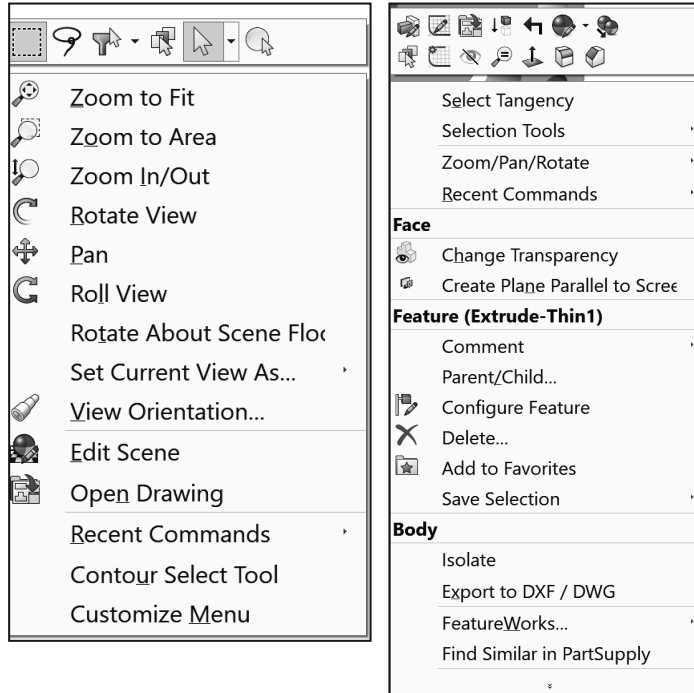 Zoom to Fit
Zoom to Area
Zoom In/Out
Rotate View
Pan
Roll View
Rotate About Scene Floo
Set Current View As...
View Orientation...
Edit Scene
Open Drawing
Recent Commands
Contour Select Tool
Customize Menu
Select Tangency
Selection Tools
Zoom/Pan/Rotate
Recent Commands
Face
Change Transparency
Create Plane Parallel to Scree
Feature (Extrude-Thin1)
Comment
Parent/Child...
Configure Feature
Delete...
Add to Favorites
Save Selection
Body
Isolate
Export to DXF / DWG
FeatureWorks...
Find Similar in PartSupply